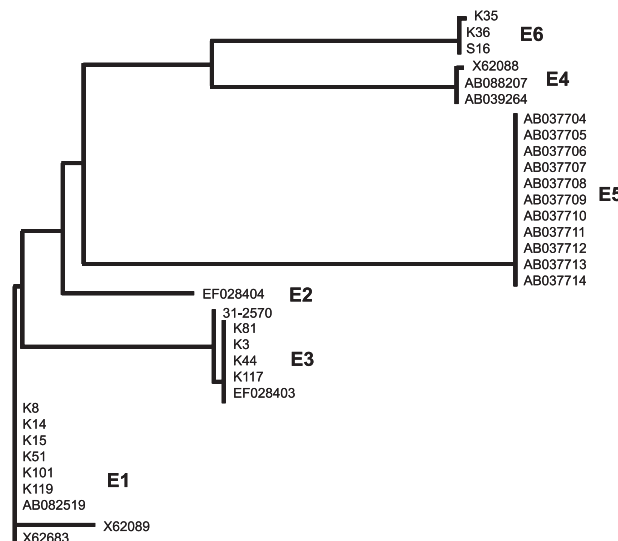 K35
K36
S16
E6
X62088
AB088207
AB039264
E4
AB037704
AB037705
AB037706
AB037707
AB037708
AB037709
AB037710
AB037711
AB037712
AB037713
AB037714
E5
EF028404
E2
31-2570
K81
K3
K44
K117
EF028403
E3
K8
K14
K15
K51
K101
K119
AB082519
E1
X62089
X62683